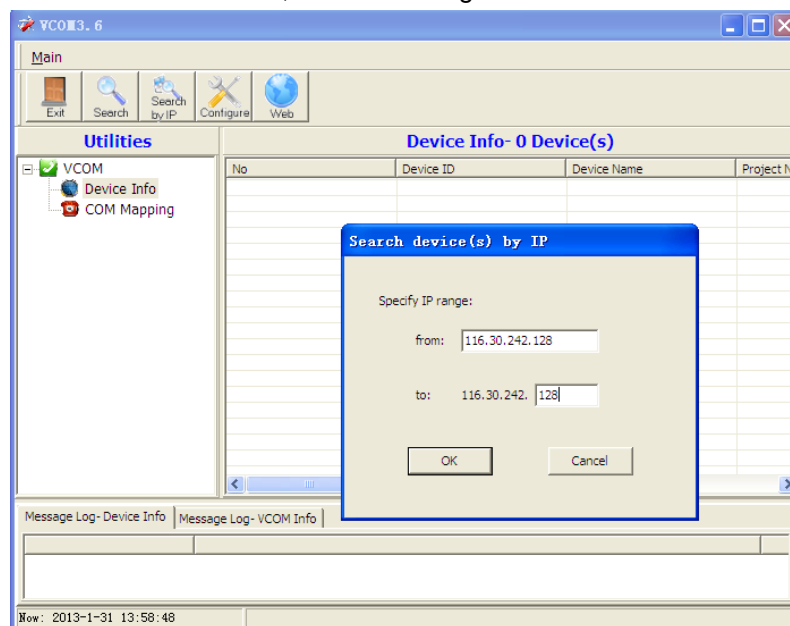 VCOM3.6
Main
Exit
Search
Search by IP
Configure
Web
Utilities
Device Info- 0 Device(s)
VCOM
Device Info
COM Mapping
No
Device ID
Device Name
Project N
Search device(s) by IP
Specify IP range:
from: 116.30.242.128
to: 116.30.242. 128
OK
Cancel
Message Log- Device Info
Message Log- VCOM Info
Now: 2013-1-31 13:58:48